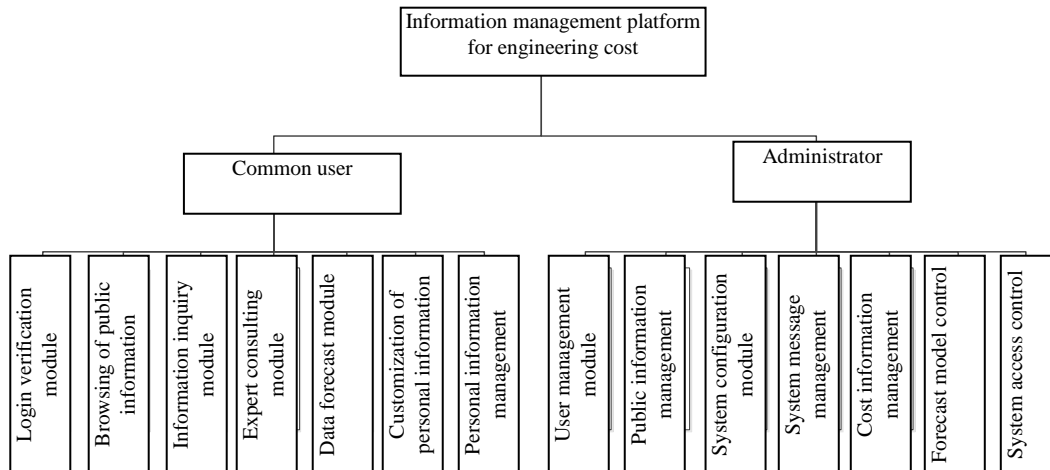 Information management platform
for engineering cost
Common user
Administrator
Login verification
module
Browsing of public
information
Information inquiry
module
Expert consulting
module
Data forecast module
Customization of
personal information
Personal information
management
User management
module
Public information
management
System configuration
module
System message
management
Cost information
management
Forecast model control
System access control